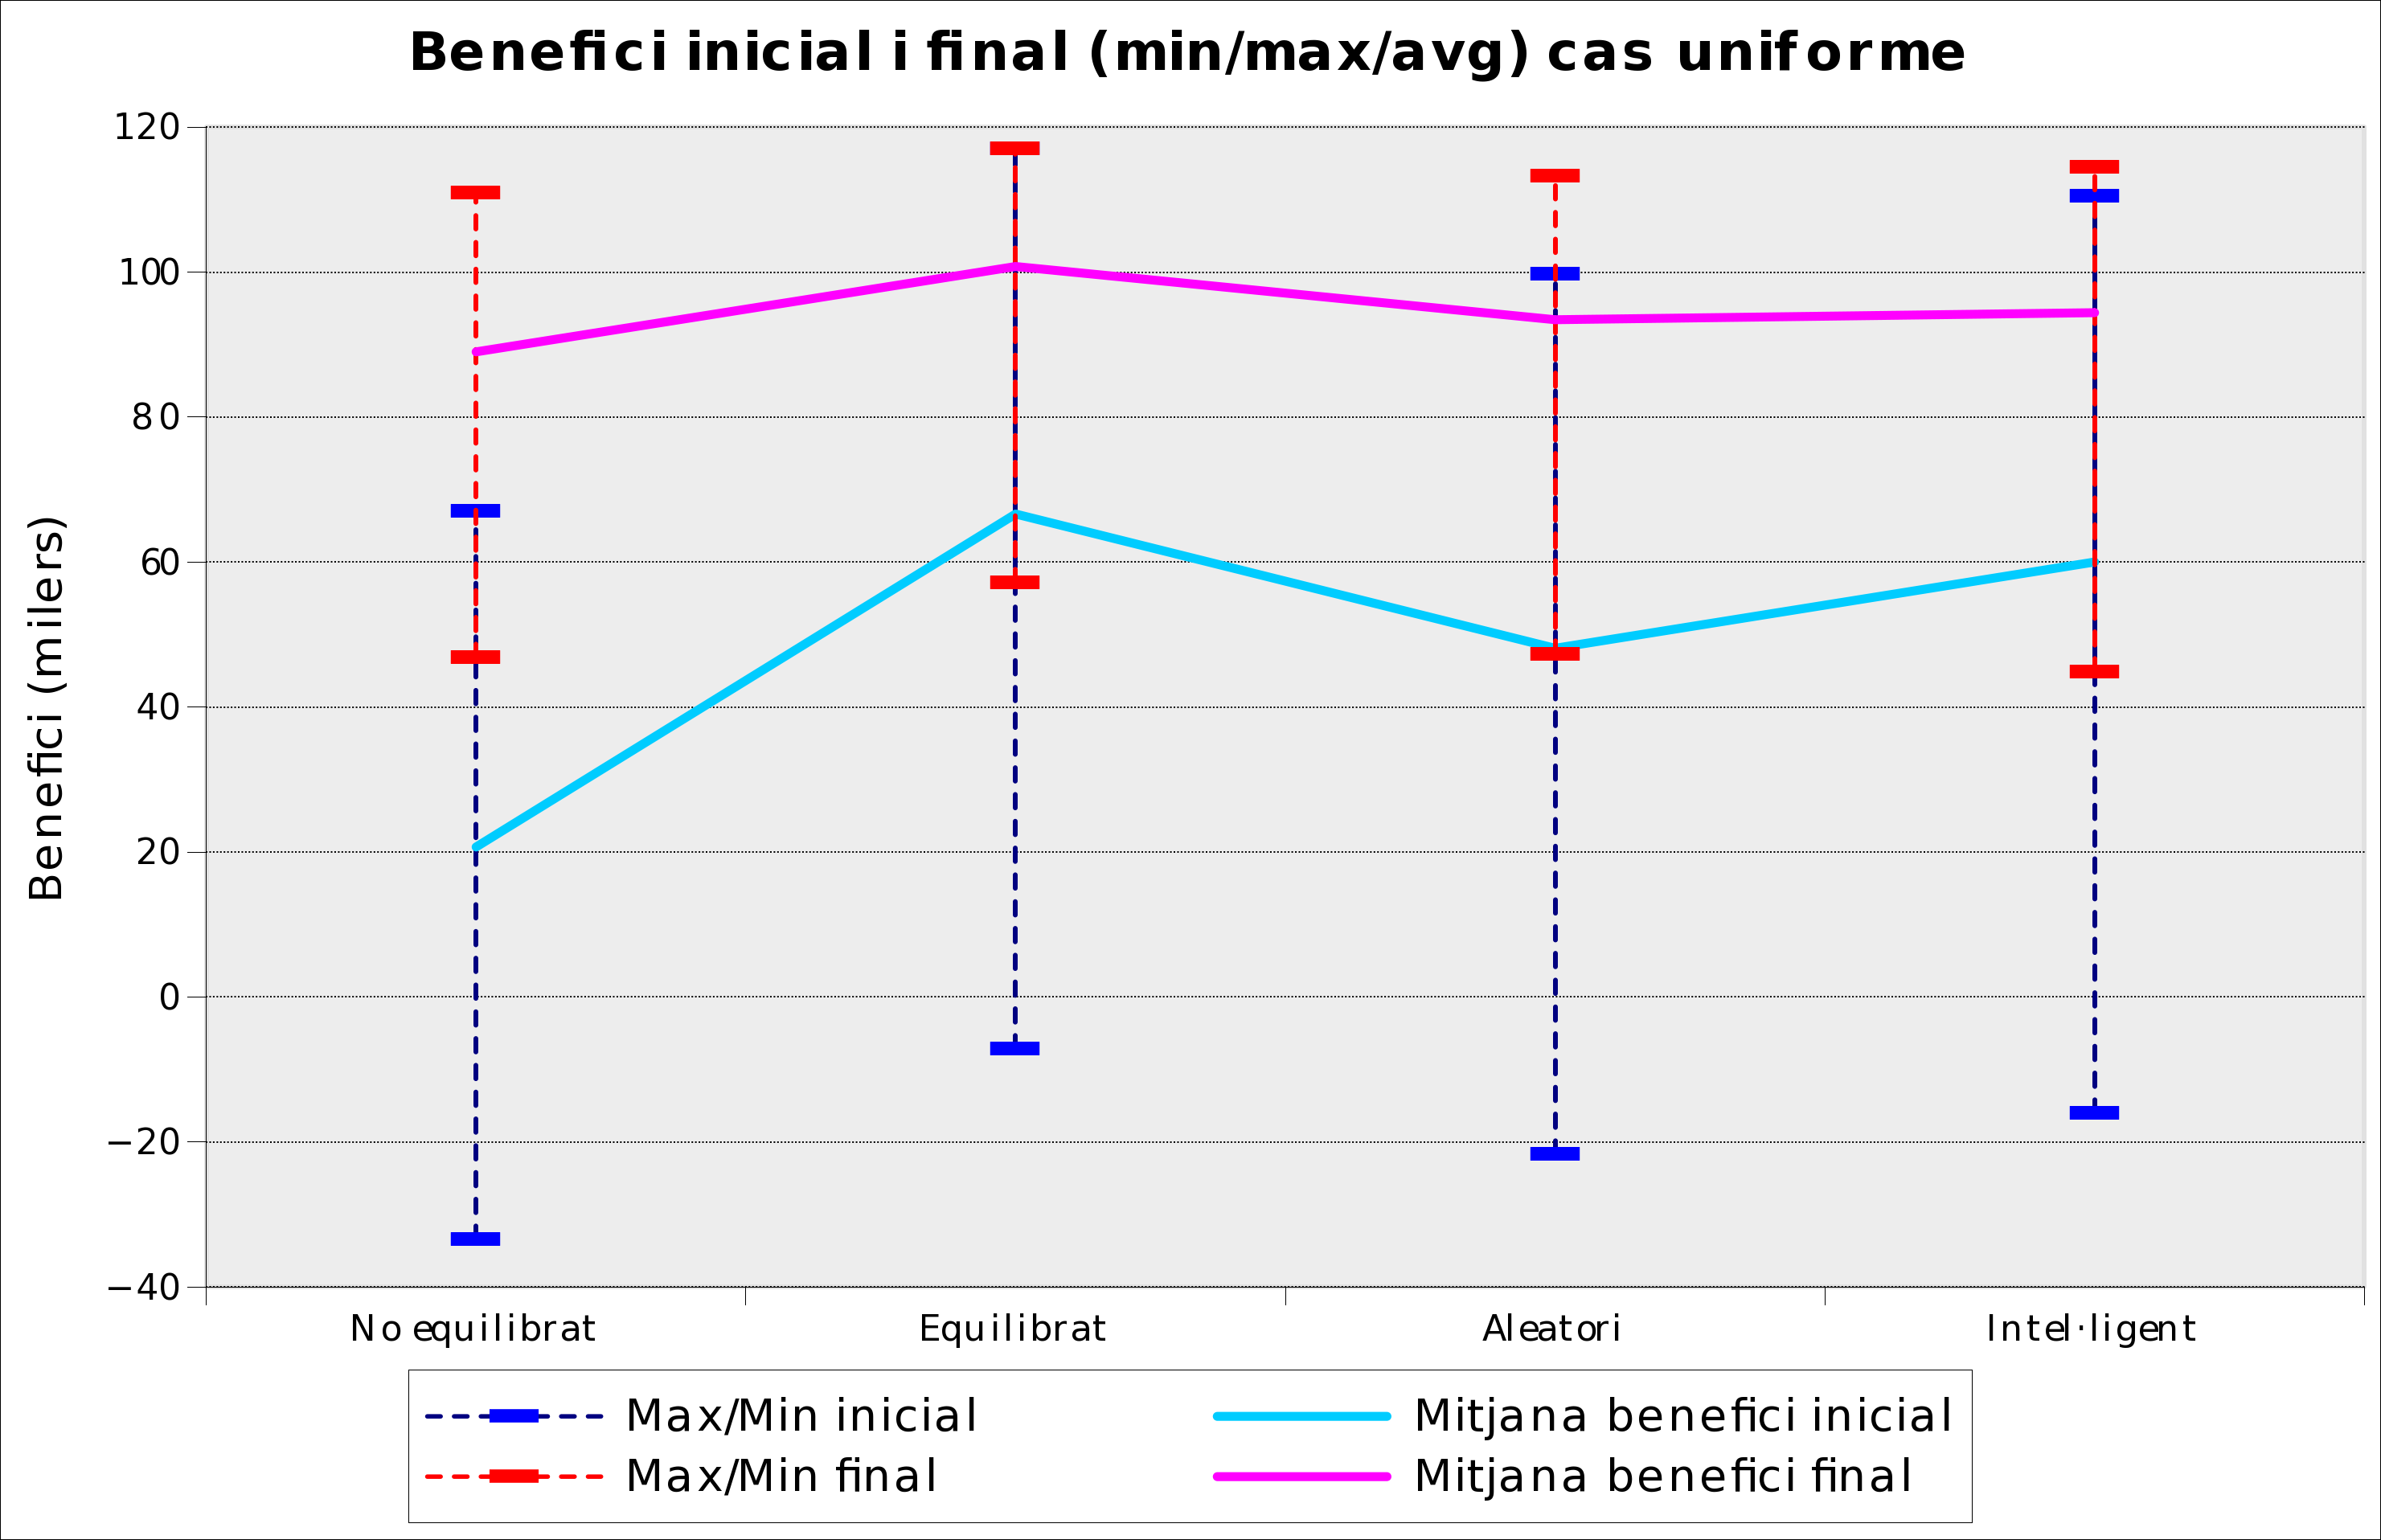 Benefici inicial i final (min/max/avg) cas uniforme
120
100
80
60
40
20
0
−20
−40
Benefici (milers)
No equilibrat
Equilibrat
Aleatori
Intel·ligent
Max/Min inicial
Mitjana benefici inicial
Max/Min final
Mitjana benefici final